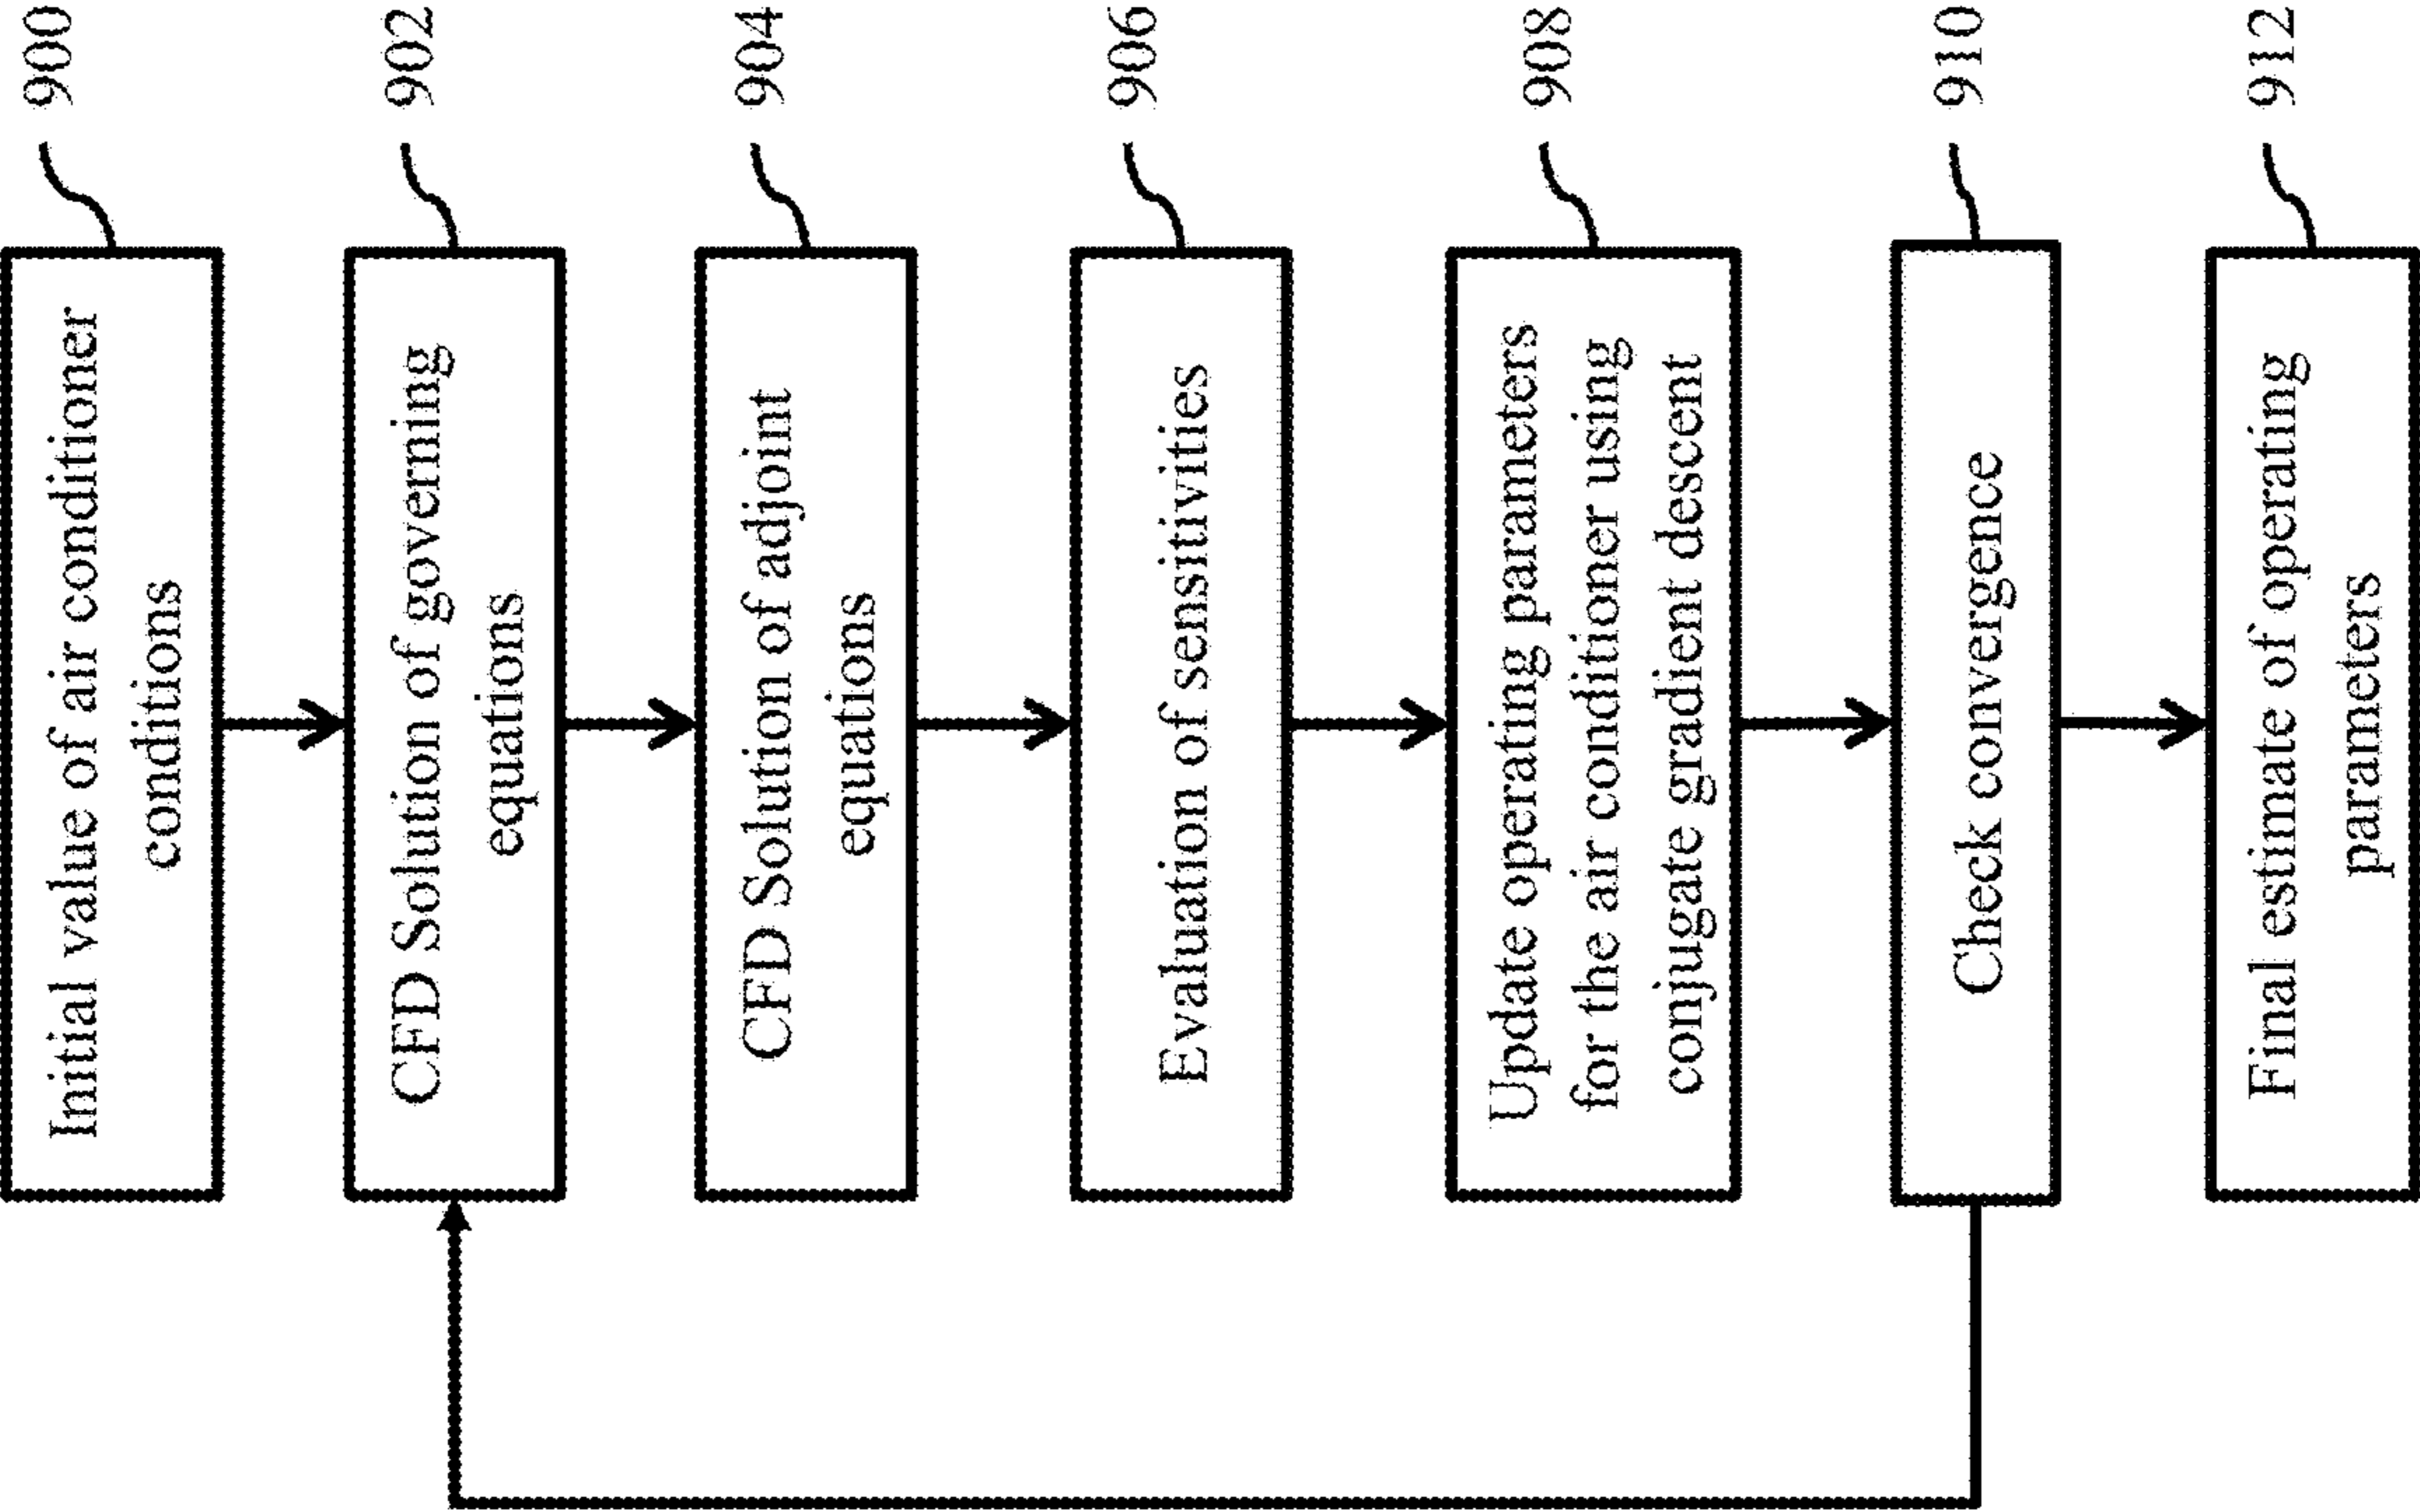 Initial value of air conditioner
conditions
900
CFD Solution of governing
equations
902
CFD Solution of adjoint
equations
904
Evaluation of sensitivities
906
Update operating parameters
for the air conditioner using
conjugate gradient descent
908
Check convergence
910
Final estimate of operating
parameters
912